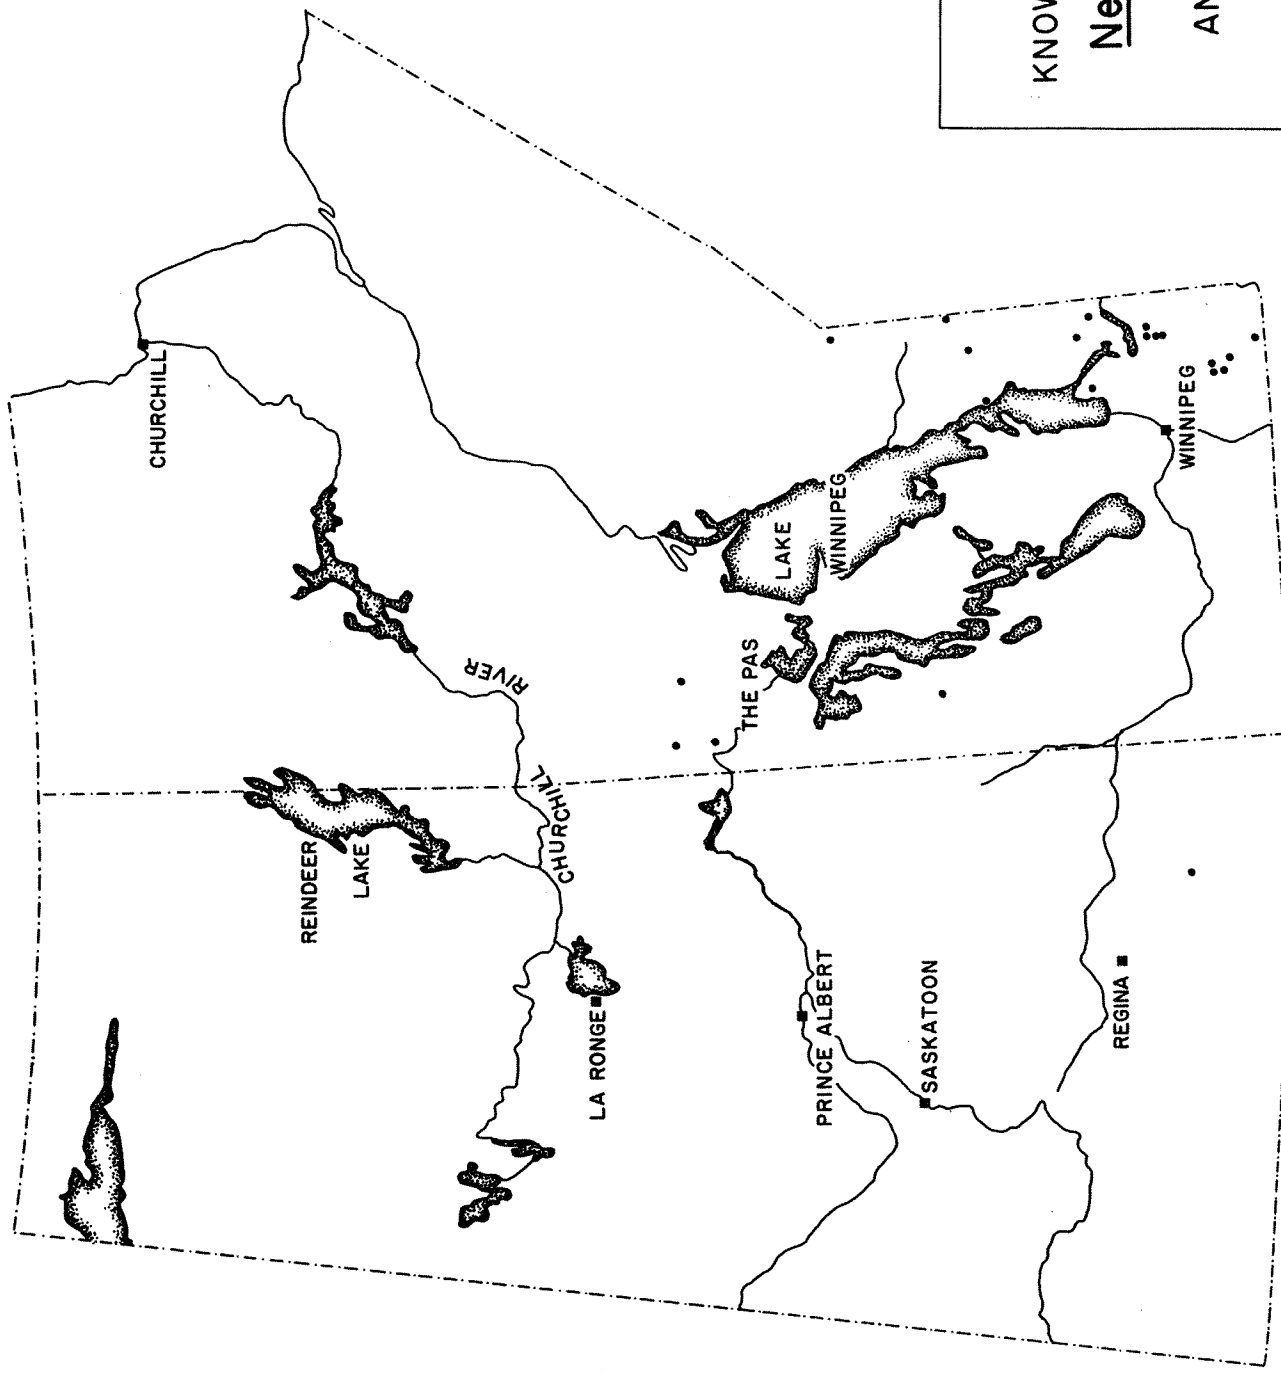 KNOW
Ne
AN
CHURCHILL
REINDEER
LAKE
RIVER
CHURCHILL
LA RONGE
THE PAS
LAKE
WINNIPEG
PRINCE ALBERT
SASKATOON
REGINA
WINNIPEG